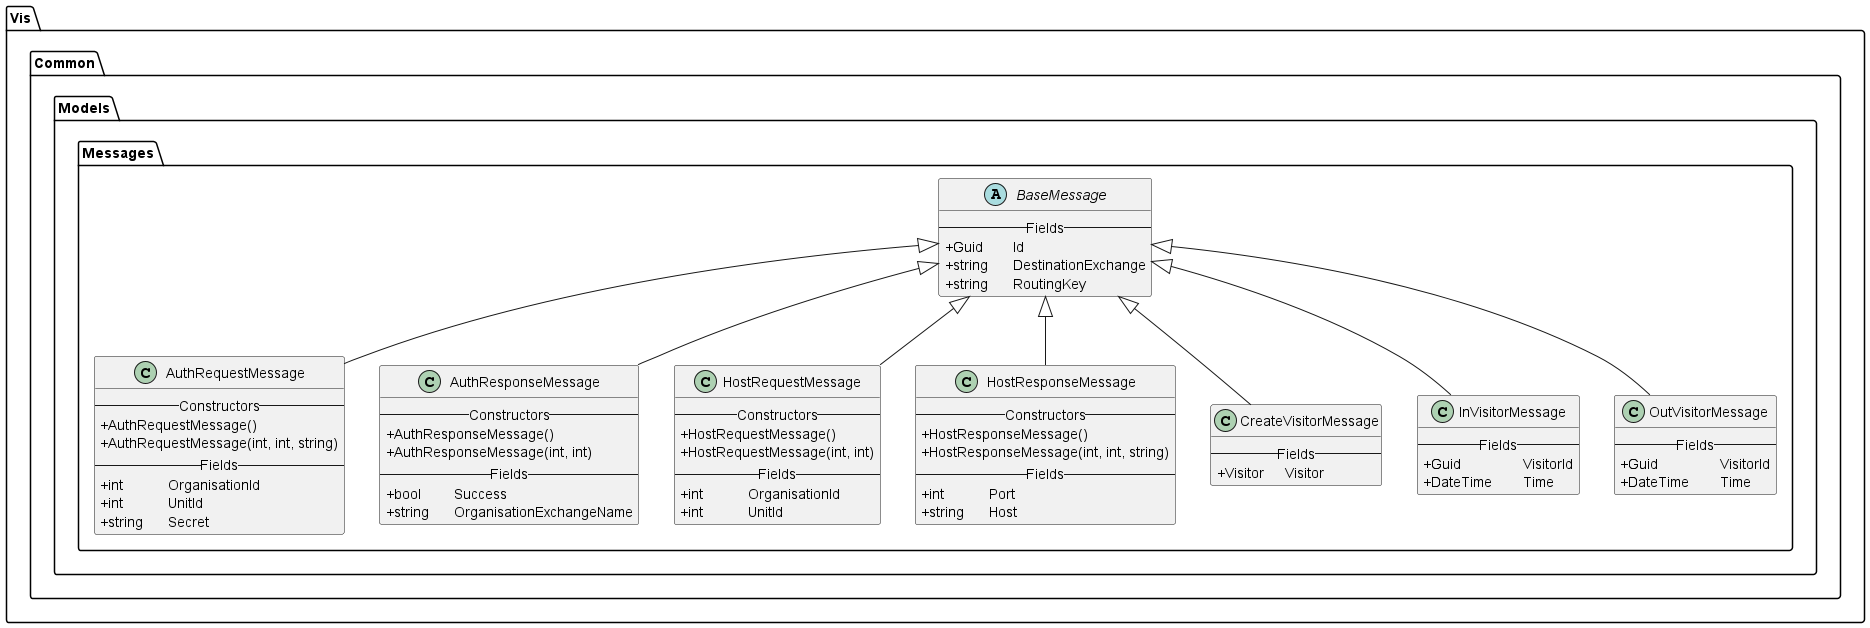 Vis
Common
Models
Messages
A BaseMessage
Fields
+Guid Id
+string DestinationExchange
+string RoutingKey
C AuthRequestMessage
Constructors
+AuthRequestMessage()
+AuthRequestMessage(int, int, string)
Fields
+int OrganisationId
+int UnitId
+string Secret
C AuthResponseMessage
Constructors
+AuthResponseMessage()
+AuthResponseMessage(int, int)
Fields
+bool Success
+string OrganisationExchangeName
C HostRequestMessage
Constructors
+HostRequestMessage()
+HostRequestMessage(int, int)
Fields
+int OrganisationId
+int UnitId
C HostResponseMessage
Constructors
+HostResponseMessage()
+HostResponseMessage(int, int, string)
Fields
+int Port
+string Host
C CreateVisitorMessage
Fields
+Visitor Visitor
C InVisitorMessage
Fields
+Guid VisitorId
+DateTime Time
C OutVisitorMessage
Fields
+Guid VisitorId
+DateTime Time